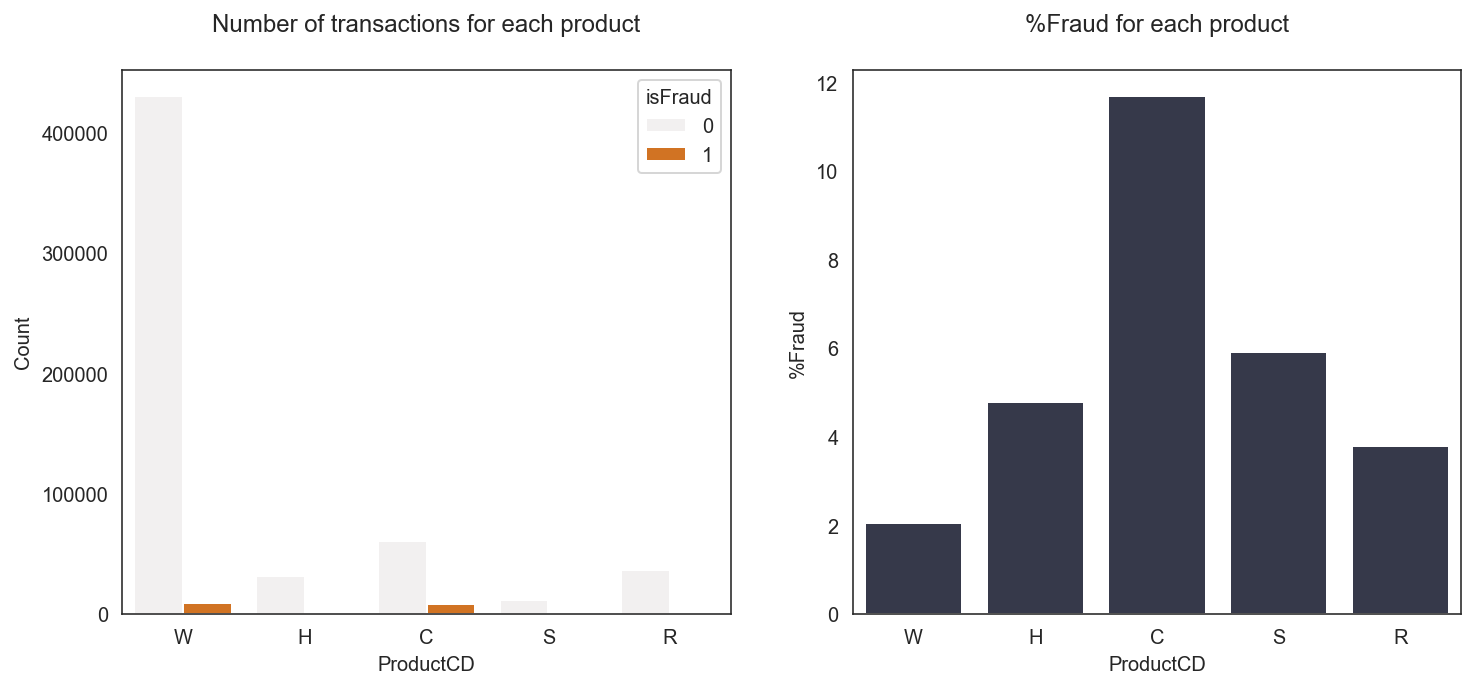 Number of transactions for each product
isFraud
0
1
400000
300000
200000
100000
0
Count
W H C S R
ProductCD
%Fraud for each product
12
10
8
6
4
2
0
%Fraud
W H C S R
ProductCD